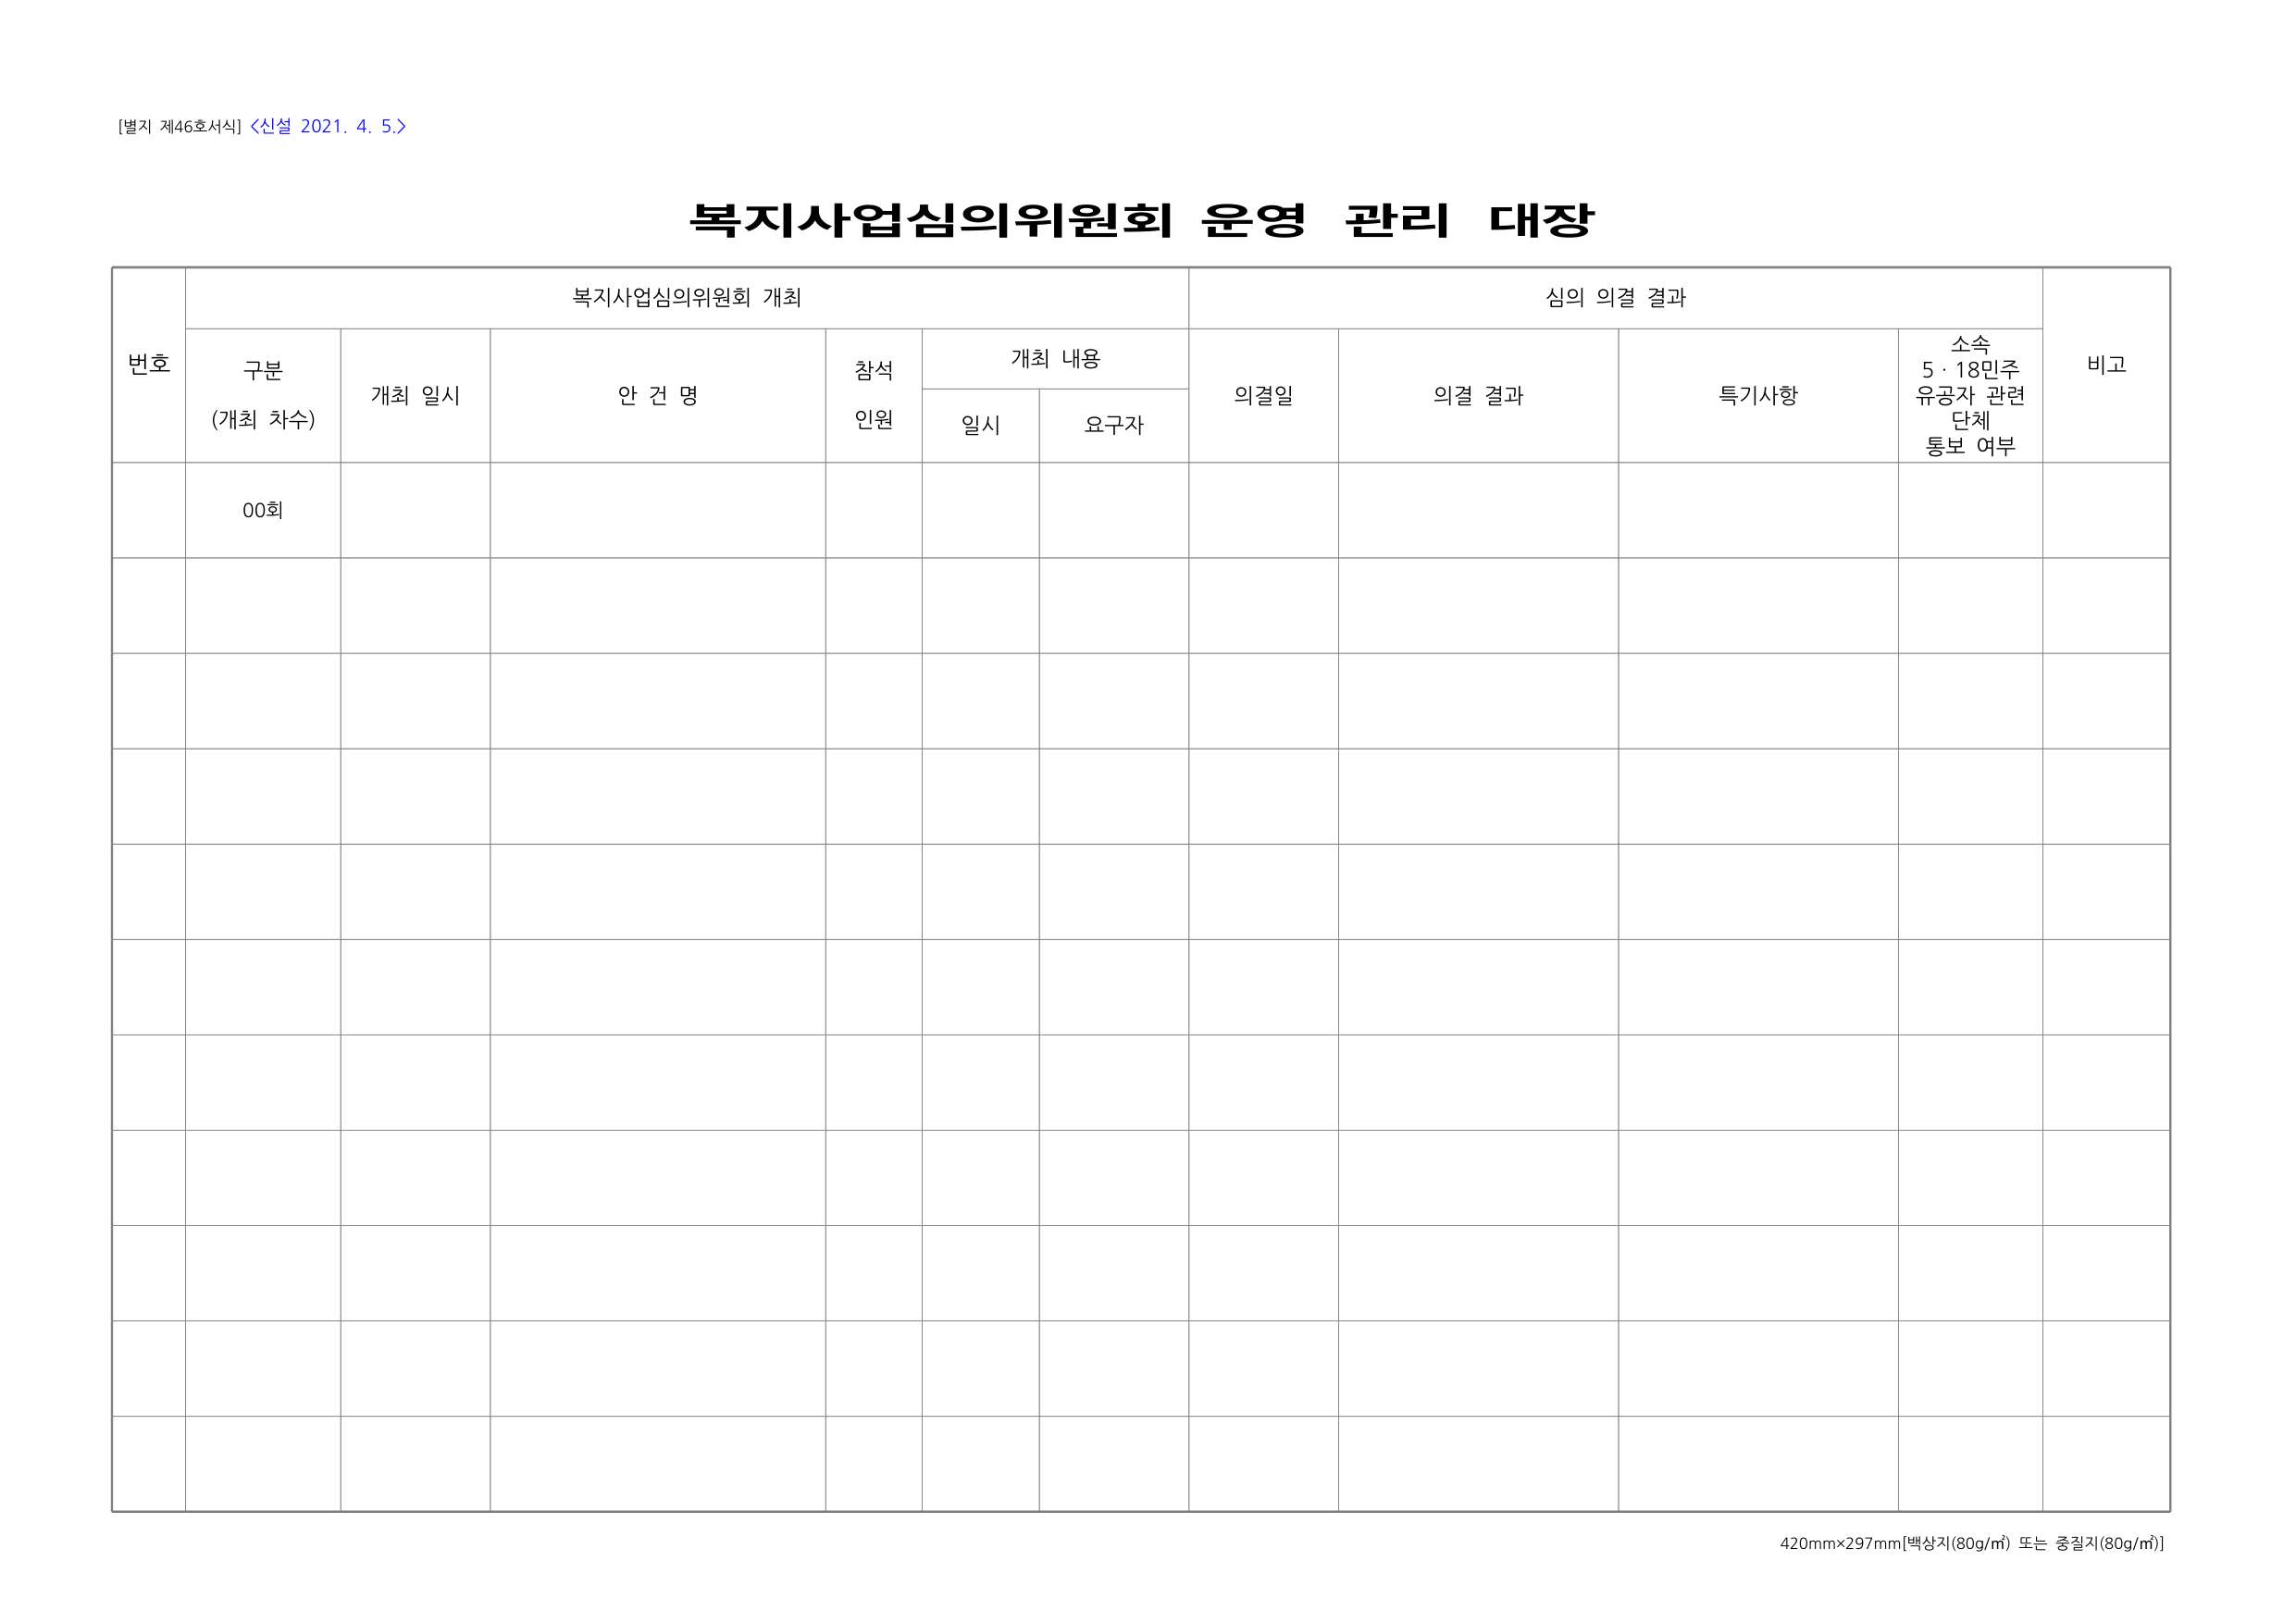 [별지 제46호서식] <신설 2021. 4. 5.>
복지사업심의위원회 운영 관리 대장
번호
복지사업심의위원회 개최
심의 의결 결과
비고
구분
(개최 차수)
개최 일시
안 건 명
참석
인원
개최 내용
일시
요구자
의결일
의결 결과
특기사항
소속
5ㆍ18민주
유공자 관련
단체
통보 여부
00회
420mm×297mm[백상지(80g/㎡) 또는 중질지(80g/㎡)]